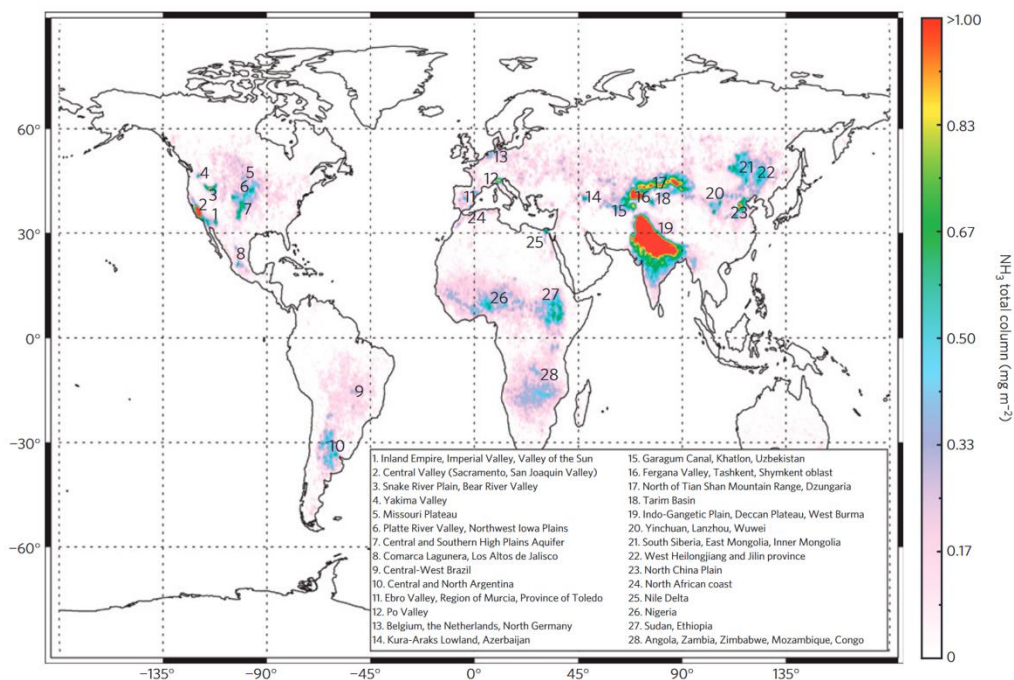 >1.00
0.83
0.67
0.50
0.33
0.17
0
NH₃ total column (mg m⁻²)
60°
30°
0°
−30°
−60°
−135°
−90°
−45°
0°
45°
90°
135°
1
2
3
4
5
6
7
8
9
10
11
12
13
14
15
16
17
18
19
20
21
22
23
24
25
26
27
28
1. Inland Empire, Imperial Valley, Valley of the Sun
2. Central Valley (Sacramento, San Joaquin Valley)
3. Snake River Plain, Bear River Valley
4. Yakima Valley
5. Missouri Plateau
6. Platte River Valley, Northwest Iowa Plains
7. Central and Southern High Plains Aquifer
8. Comarca Lagunera, Los Altos de Jalisco
9. Central-West Brazil
10. Central and North Argentina
11. Ebro Valley, Region of Murcia, Province of Toledo
12. Po Valley
13. Belgium, the Netherlands, North Germany
14. Kura-Araks Lowland, Azerbaijan
15. Garagum Canal, Khatlon, Uzbekistan
16. Fergana Valley, Tashkent, Shymkent oblast
17. North of Tian Shan Mountain Range, Dzungaria
18. Tarim Basin
19. Indo-Gangetic Plain, Deccan Plateau, West Burma
20. Yinchuan, Lanzhou, Wuwei
21. South Siberia, East Mongolia, Inner Mongolia
22. West Heilongjiang and Jilin province
23. North China Plain
24. North African coast
25. Nile Delta
26. Nigeria
27. Sudan, Ethiopia
28. Angola, Zambia, Zimbabwe, Mozambique, Congo